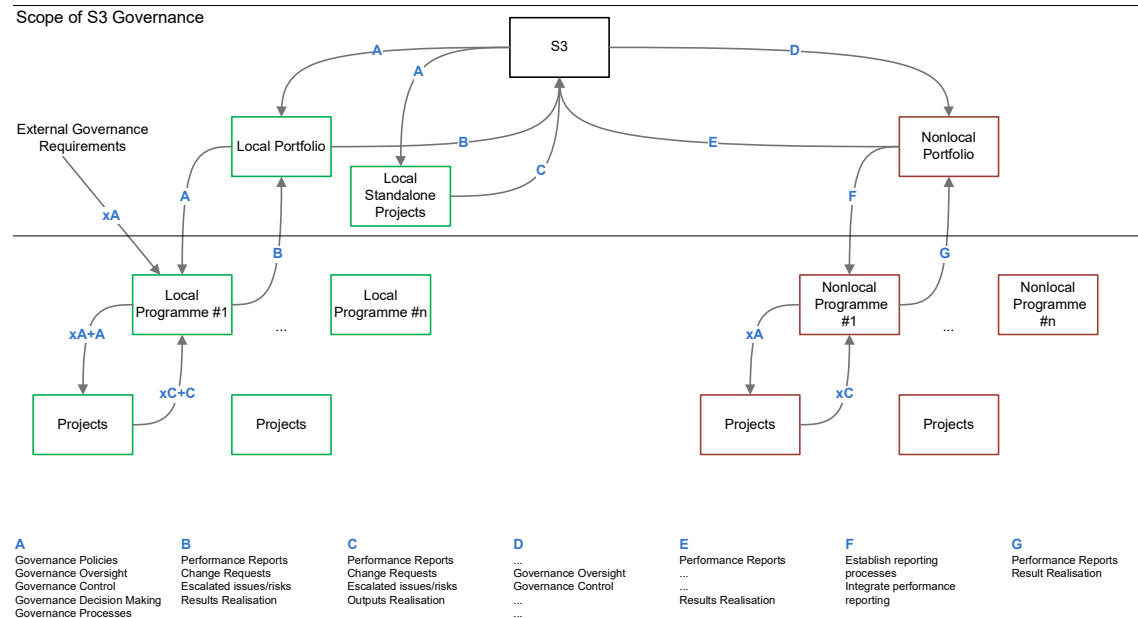 Scope of S3 Governance
S3
A
D
A
External Governance
Requirements
Local Portfolio
B
E
Nonlocal
Portfolio
C
Local
Standalone
Projects
A
F
xA
B
G
Local
Programme #1
...
Local
Programme #n
Nonlocal
Programme
#1
...
Nonlocal
Programme
#n
xA+A
xA
xC+C
xC
Projects
Projects
Projects
Projects
A
Governance Policies
Governance Oversight
Governance Control
Governance Decision Making
Governance Processes
B
Performance Reports
Change Requests
Escalated issues/risks
Results Realisation
C
Performance Reports
Change Requests
Escalated issues/risks
Outputs Realisation
D
...
Governance Oversight
Governance Control
...
...
E
Performance Reports
...
...
Results Realisation
F
Establish reporting
processes
Integrate performance
reporting
G
Performance Reports
Result Realisation